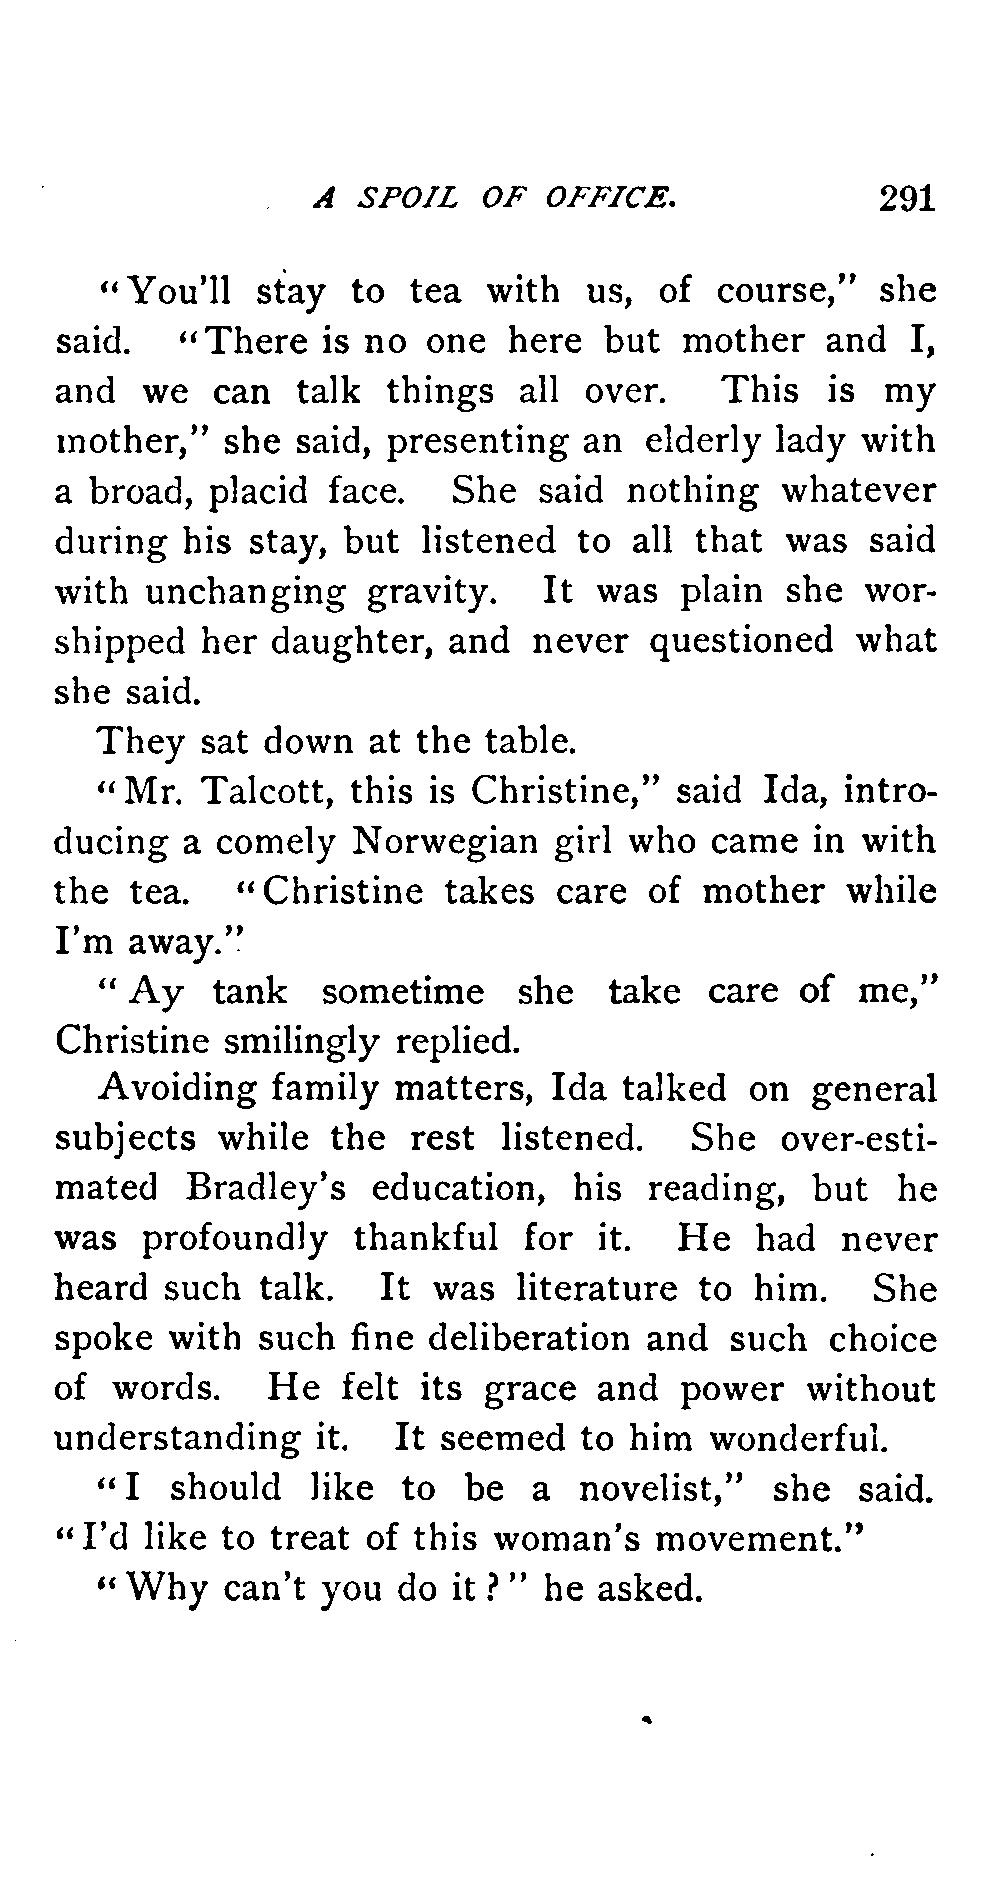 A SPOIL OF OFFICE. 291
"You'll stay to tea with us, of course," she
said. "There is no one here but mother and I,
and we can talk things all over. This is my
mother," she said, presenting an elderly lady with
a broad, placid face. She said nothing whatever
during his stay, but listened to all that was said
with unchanging gravity. It was plain she wor-
shipped her daughter, and never questioned what
she said.
They sat down at the table.
"Mr. Talcott, this is Christine," said Ida, intro-
ducing a comely Norwegian girl who came in with
the tea. "Christine takes care of mother while
I'm away."
"Ay tank sometime she take care of me,"
Christine smilingly replied.
Avoiding family matters, Ida talked on general
subjects while the rest listened. She over-esti-
mated Bradley's education, his reading, but he
was profoundly thankful for it. He had never
heard such talk. It was literature to him. She
spoke with such fine deliberation and such choice
of words. He felt its grace and power without
understanding it. It seemed to him wonderful.
"I should like to be a novelist," she said.
"I'd like to treat of this woman's movement."
"Why can't you do it?" he asked.